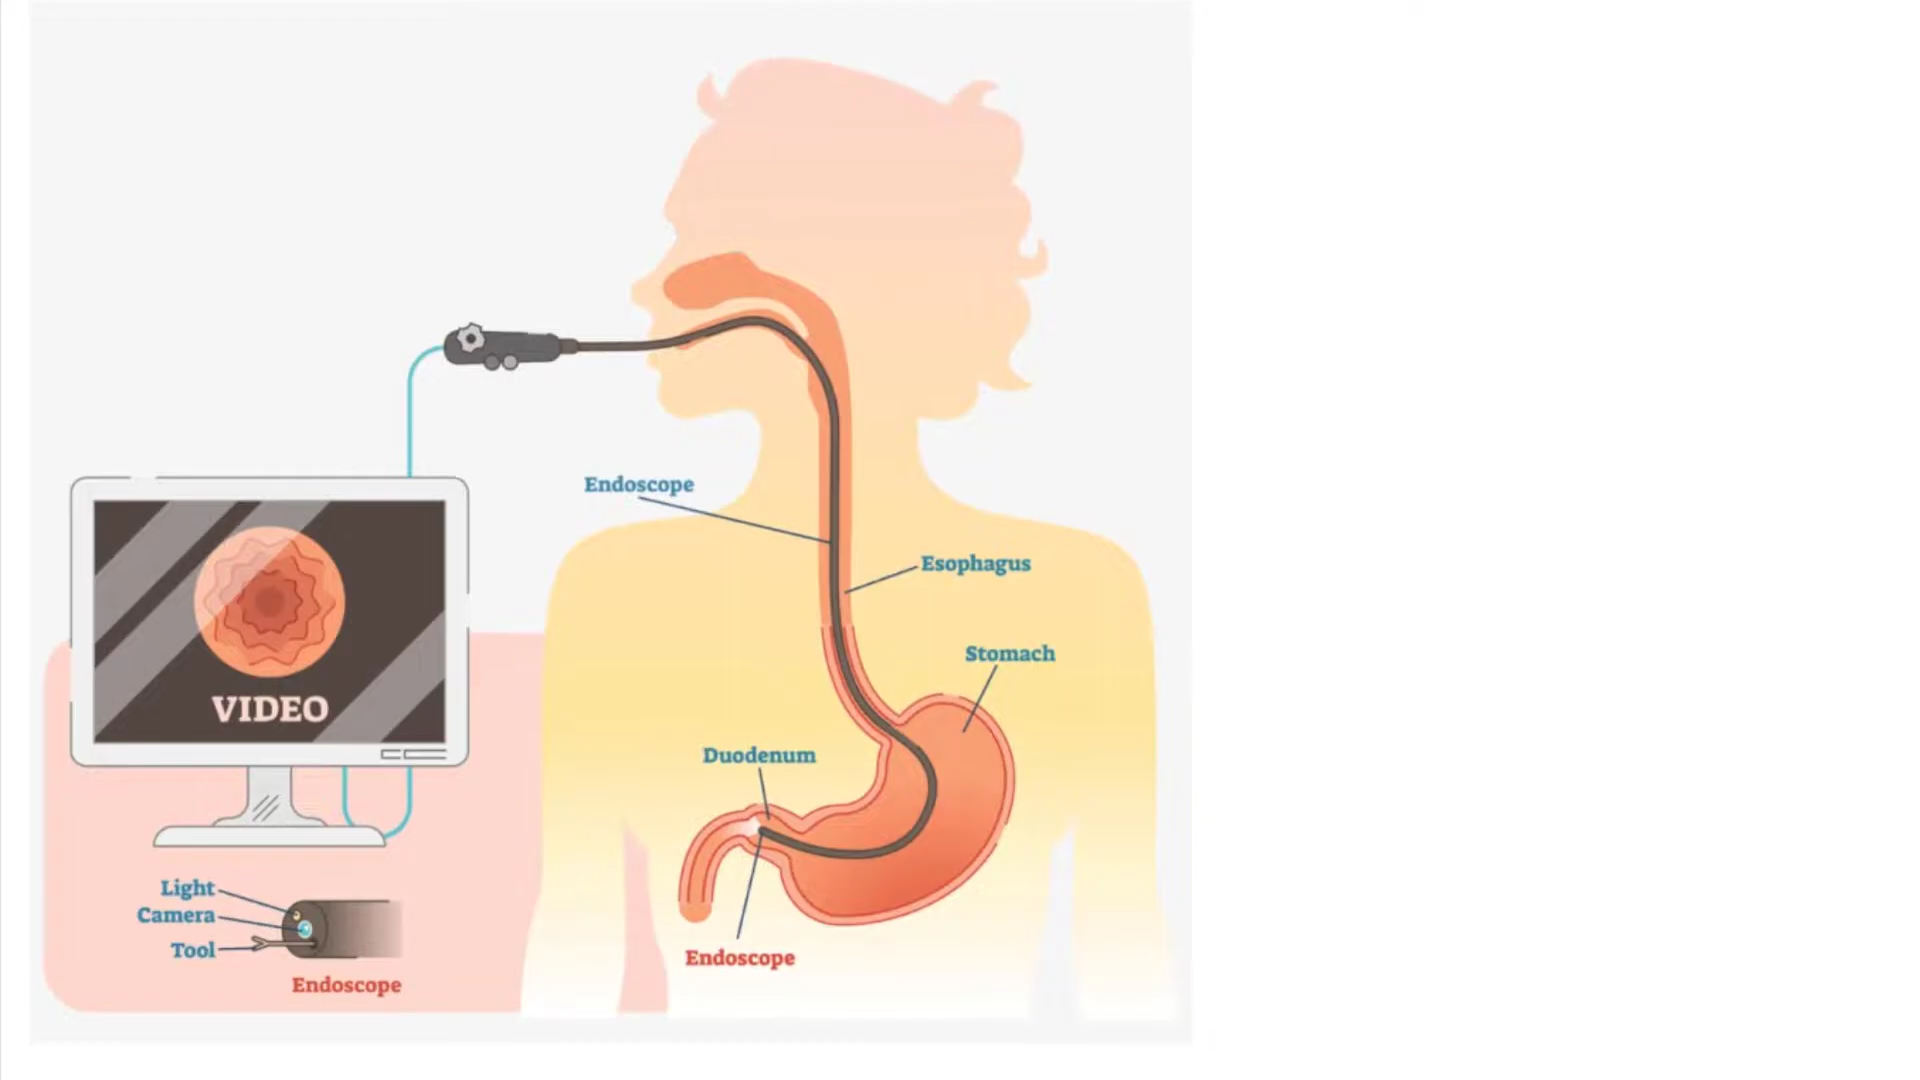 Endoscope
Esophagus
Stomach
VIDEO
Duodenum
Light
Camera
Tool
Endoscope
Endoscope